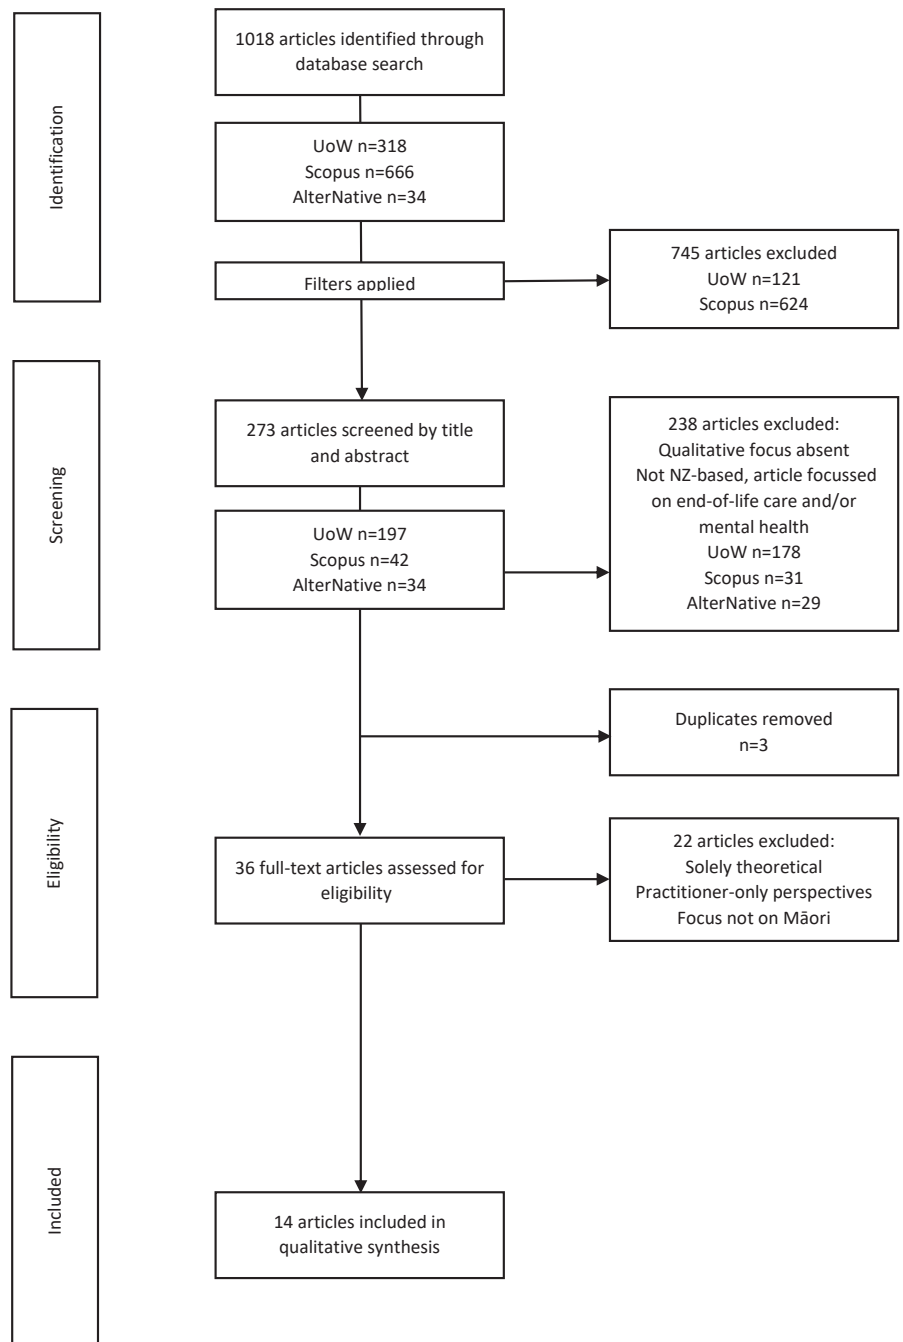 Identification
1018 articles identified through
database search
UoW n=318
Scopus n=666
AlterNative n=34
Filters applied
745 articles excluded
UoW n=121
Scopus n=624
Screening
273 articles screened by title
and abstract
UoW n=197
Scopus n=42
AlterNative n=34
238 articles excluded:
Qualitative focus absent
Not NZ-based, article focussed
on end-of-life care and/or
mental health
UoW n=178
Scopus n=31
AlterNative n=29
Eligibility
Duplicates removed
n=3
36 full-text articles assessed for
eligibility
22 articles excluded:
Solely theoretical
Practitioner-only perspectives
Focus not on Māori
Included
14 articles included in
qualitative synthesis